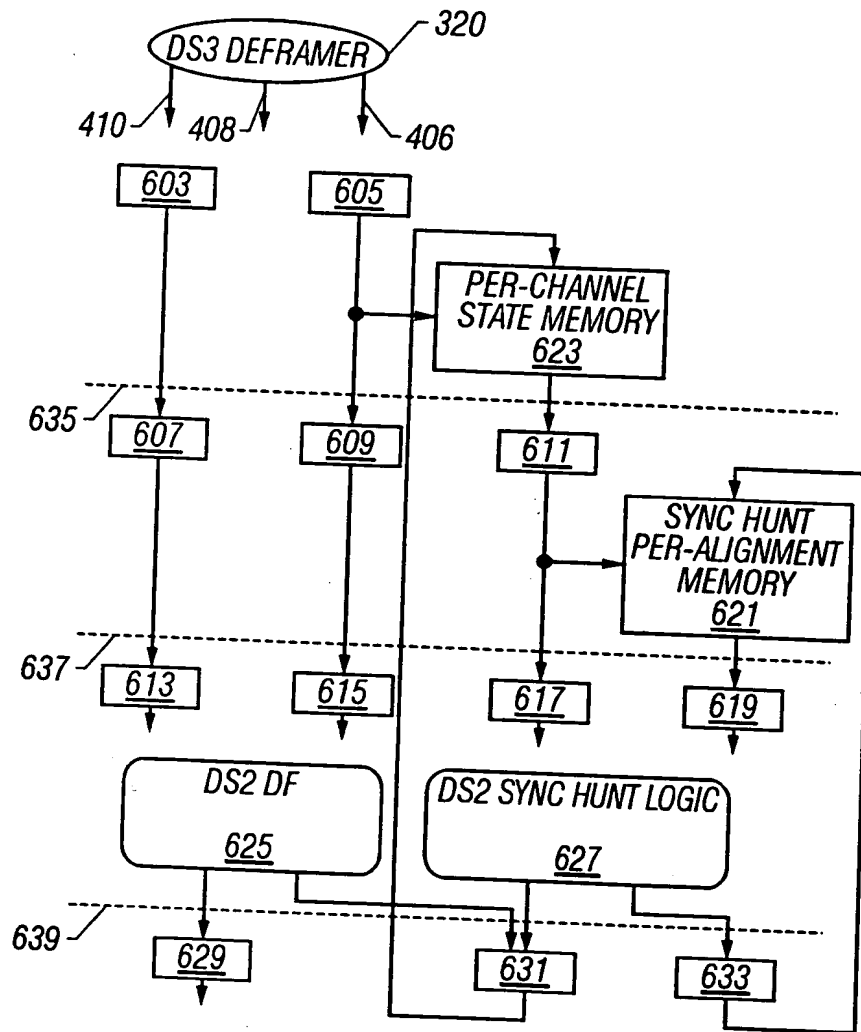 320
DS3 DEFRAMER
410
408
406
603
605
PER-CHANNEL
STATE MEMORY
623
635
607
609
611
SYNC HUNT
PER-ALIGNMENT
MEMORY
621
637
613
615
617
619
DS2 DF
625
DS2 SYNC HUNT LOGIC
627
639
629
631
633